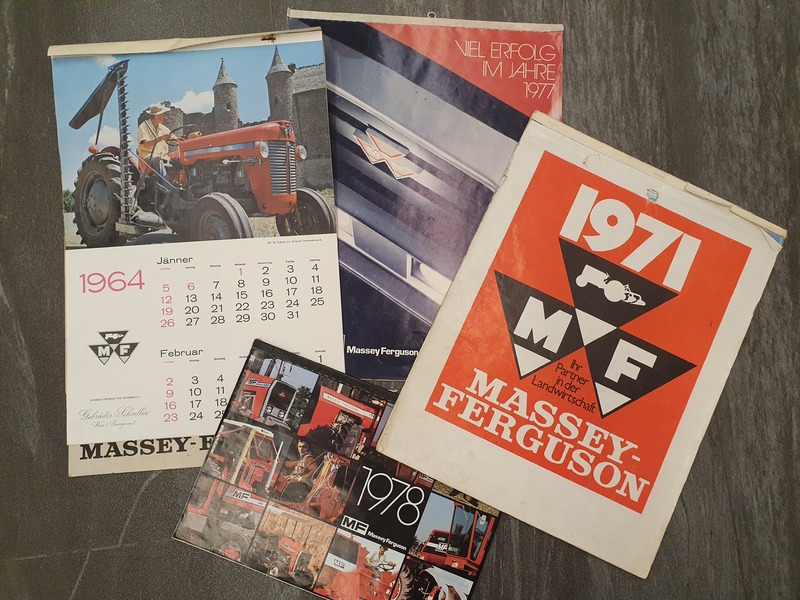 1964
Jänner
1 2 3 4
5 6 7 8 9 10 11
12 13 14 15 16 17 18
19 20 21 22 23 24 25
26 27 28 29 30 31
Februar
1
2 3 4
9 10 11
16 17 18
23 24 25
MF
Gebrüder Schoeller
MASSEY-F
VIEL ERFOLG
IM JAHRE
1977
Massey Ferguson
1971
M F
Ihr
Partner
in der
Landwirtschaft
MASSEY-
FERGUSON
1978
MF Massey Ferguson